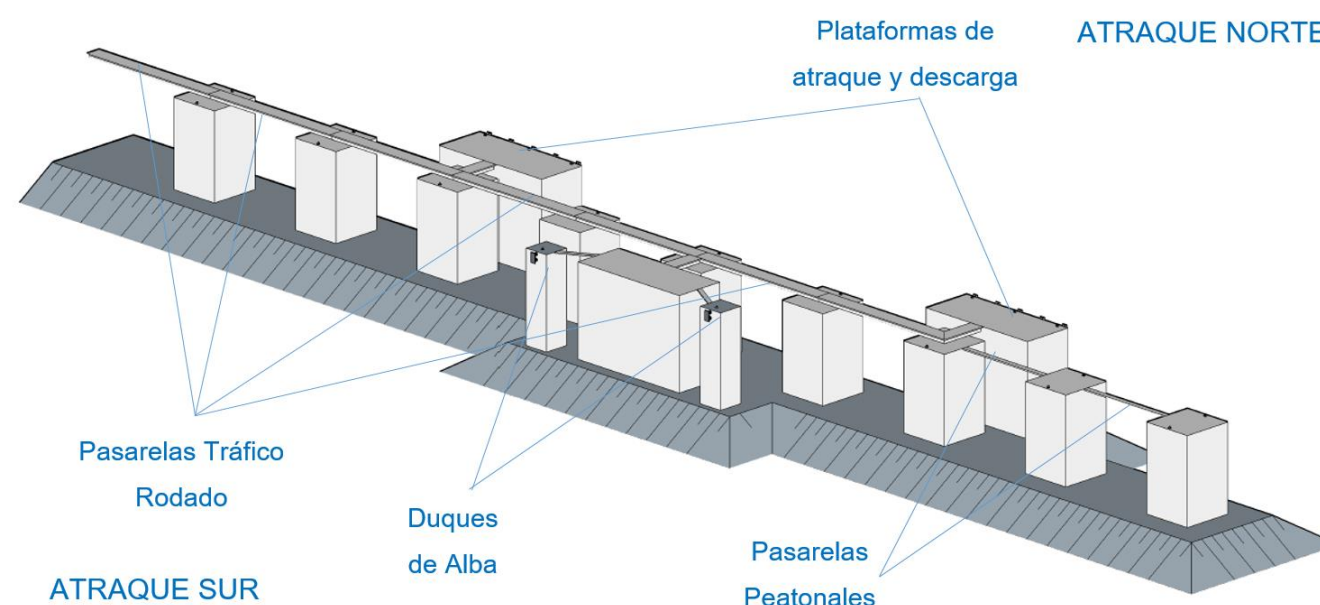 Plataformas de
atraque y descarga
ATRAQUE NORTE
Pasarelas Tráfico
Rodado
Duques
de Alba
Pasarelas
Peatonales
ATRAQUE SUR